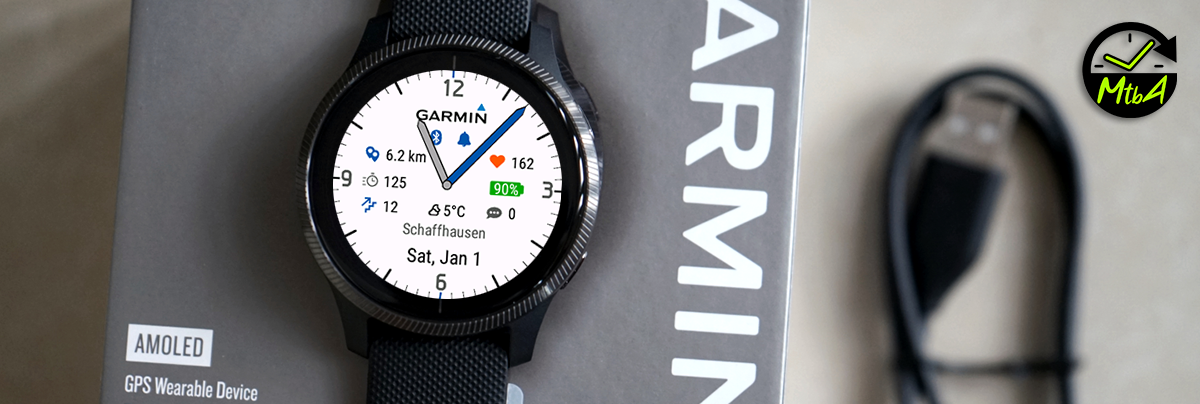 12
GARMIN
6.2 km
162
9
125
90%
3
12
5°C
0
Schaffhausen
Sat, Jan 1
6
ARMIN
AMOLED
GPS Wearable Device
MtbA